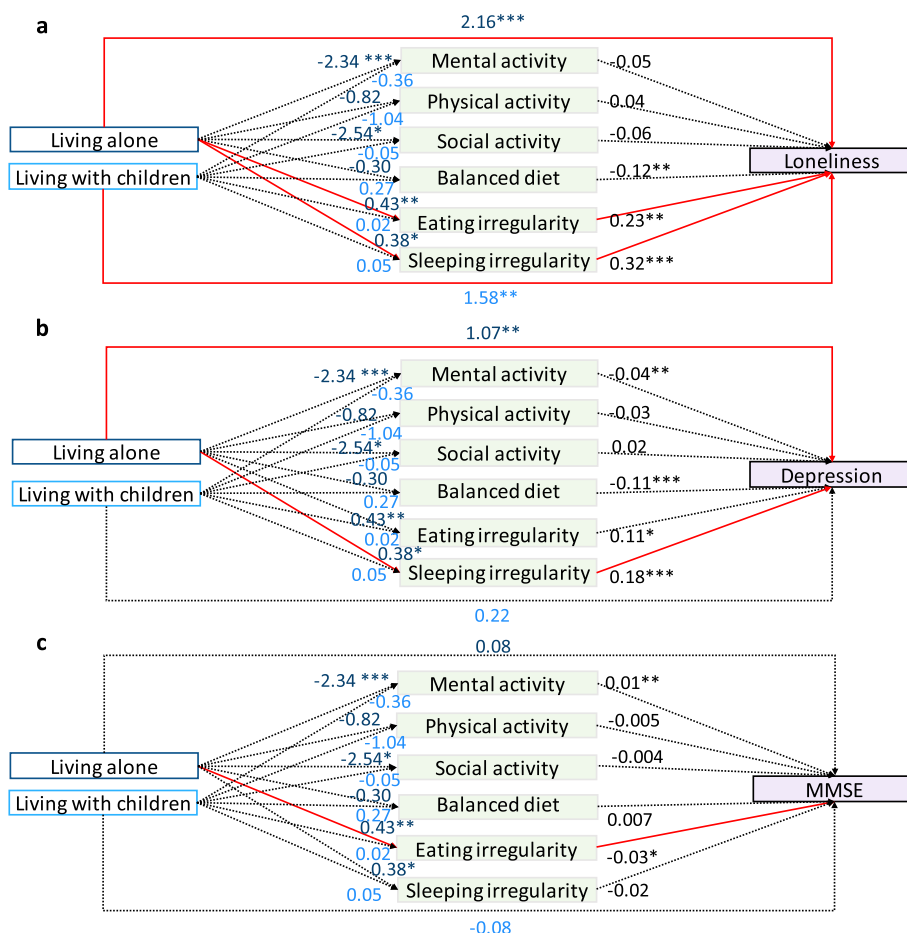 a
2.16***
-2.34 ***
Mental activity
-0.05
-0.36
-0.82
Physical activity
0.04
-1.04
Living alone
-2.54*
Social activity
-0.06
-0.05
Loneliness
Living with children
-0.30
Balanced diet
-0.12**
0.27
0.43**
Eating irregularity
0.23**
0.02
0.38*
Sleeping irregularity
0.32***
0.05
1.58**
b
1.07**
-2.34 ***
Mental activity
-0.04**
-0.36
-0.82
Physical activity
-0.03
-1.04
Living alone
-2.54*
Social activity
0.02
-0.05
Depression
Living with children
-0.30
Balanced diet
-0.11***
0.27
0.43**
Eating irregularity
0.11*
0.02
0.38*
Sleeping irregularity
0.18***
0.05
0.22
c
0.08
-2.34 ***
Mental activity
0.01**
-0.36
-0.82
Physical activity
-0.005
-1.04
Living alone
-2.54*
Social activity
-0.004
-0.05
MMSE
Living with children
-0.30
Balanced diet
0.007
0.27
0.43**
Eating irregularity
-0.03*
0.02
0.38*
Sleeping irregularity
-0.02
0.05
-0.08